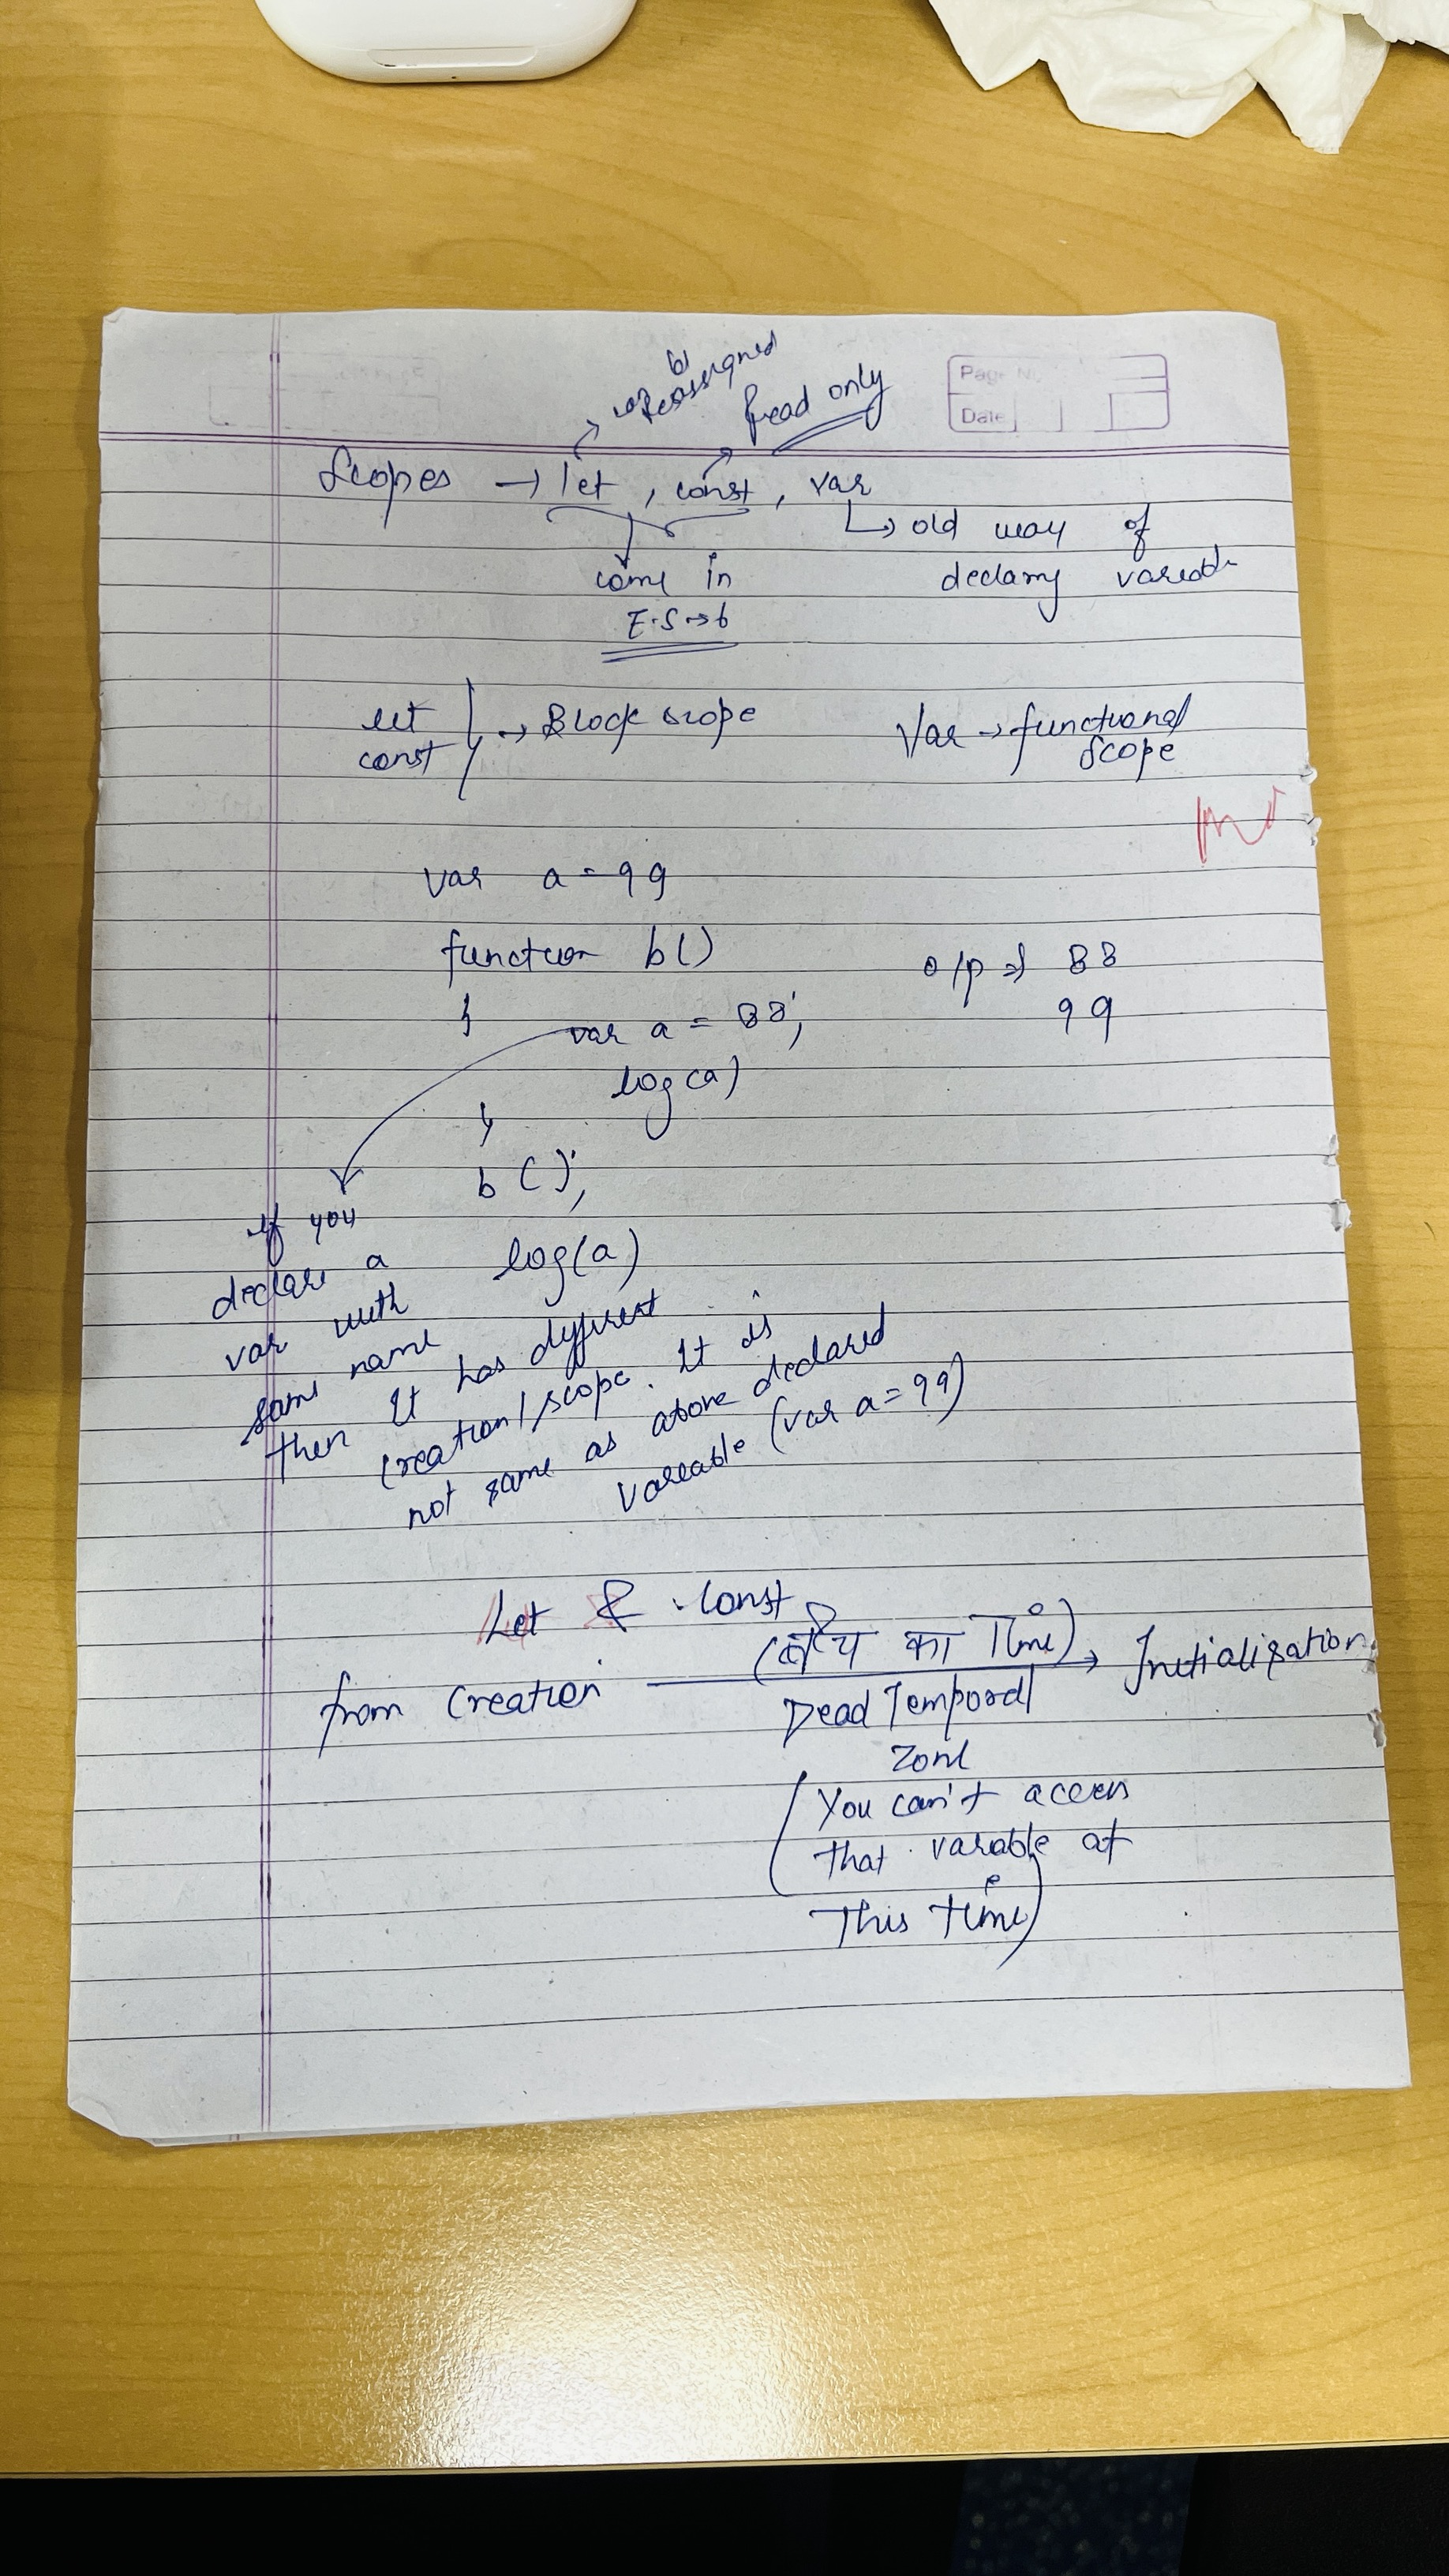 be reassigned
Read only
Page No.
Date
Scopes → let , const , var
↳ old way of
declaring variable
come in
E.S → 6
let
const } → Block scope
Var → functional
Scope
var a = 99
function b()
{
var a = 88;
log(a)
}
b();
log(a)
o/p ⇒ 88
99
if you
declare a
var with
same name
then it has different
creation/scope. It is
not same as above declared
Variable (var a = 99)
Let & Const
from Creation → Initialization
(बीच का Time)
Dead Temporal
Zone
(You can't access
that variable at
This time)